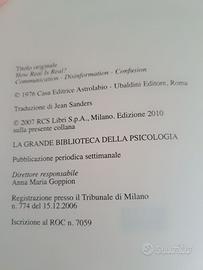 Titolo originale
How Real Is Real?
Communication - Disinformation - Confusion
© 1976 Casa Editrice Astrolabio - Ubaldini Editore, Roma
Traduzione di Jean Sanders
© 2007 RCS Libri S.p.A., Milano. Edizione 2010
sulla presente collana
LA GRANDE BIBLIOTECA DELLA PSICOLOGIA
Pubblicazione periodica settimanale
Direttore responsabile
Anna Maria Goppion
Registrazione presso il Tribunale di Milano
n. 774 del 15.12.2006
Iscrizione al ROC n. 7059
subito